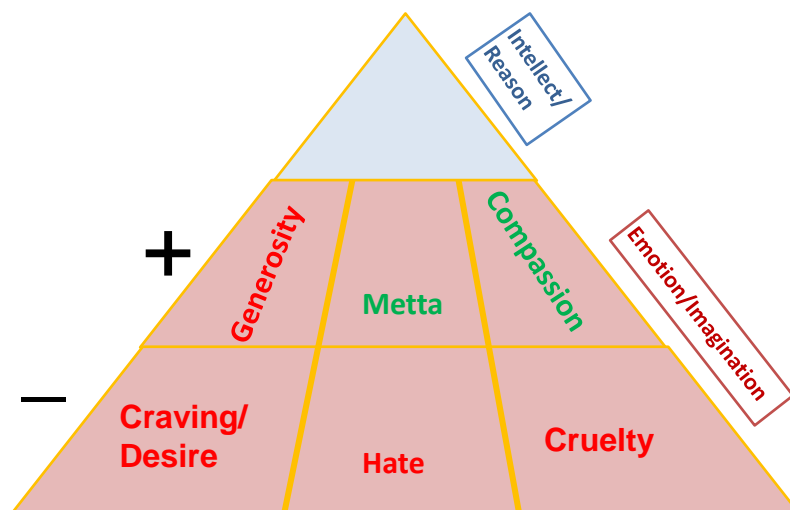 Intellect/
Reason
Generosity
Metta
Compassion
Emotion/Imagination
+
—
Craving/
Desire
Hate
Cruelty